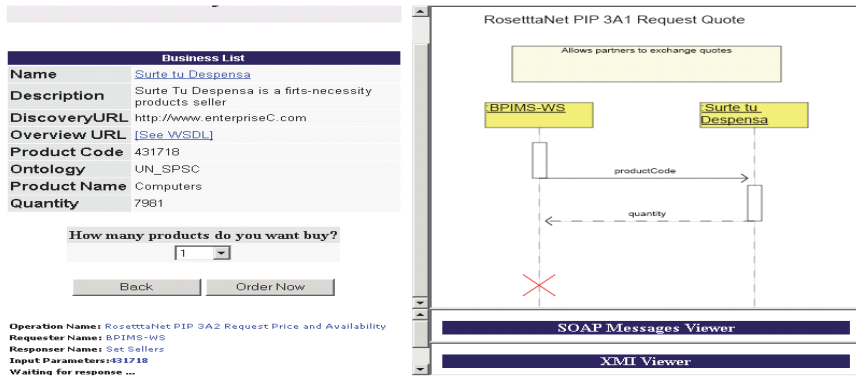 Business List
Name Surte tu Despensa
Description Surte Tu Despensa is a firts-necessity
products seller
DiscoveryURL http://www.enterpriseC.com
Overview URL [See WSDL]
Product Code 431718
Ontology UN_SPSC
Product Name Computers
Quantity 7981
How many products do you want buy?
1
Back Order Now
Operation Name: RosetttaNet PIP 3A2 Request Price and Availability
Requester Name: BPIMS-WS
Responser Name: Set Sellers
Input Parameters:431718
Waiting for response ...
RosetttaNet PIP 3A1 Request Quote
Allows partners to exchange quotes
:BPIMS-WS
:Surte tu
Despensa
productCode
quantity
SOAP Messages Viewer
XMI Viewer